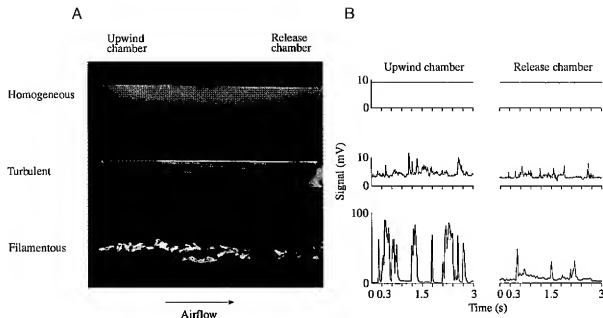 A
B
Upwind
chamber
Release
chamber
Homogeneous
Turbulent
Filamentous
Airflow
Upwind chamber
Release chamber
Signal (mV)
10
0
10
0
100
0
0 0.3 1.5 3
0 0.3 1.5 3
Time (s)